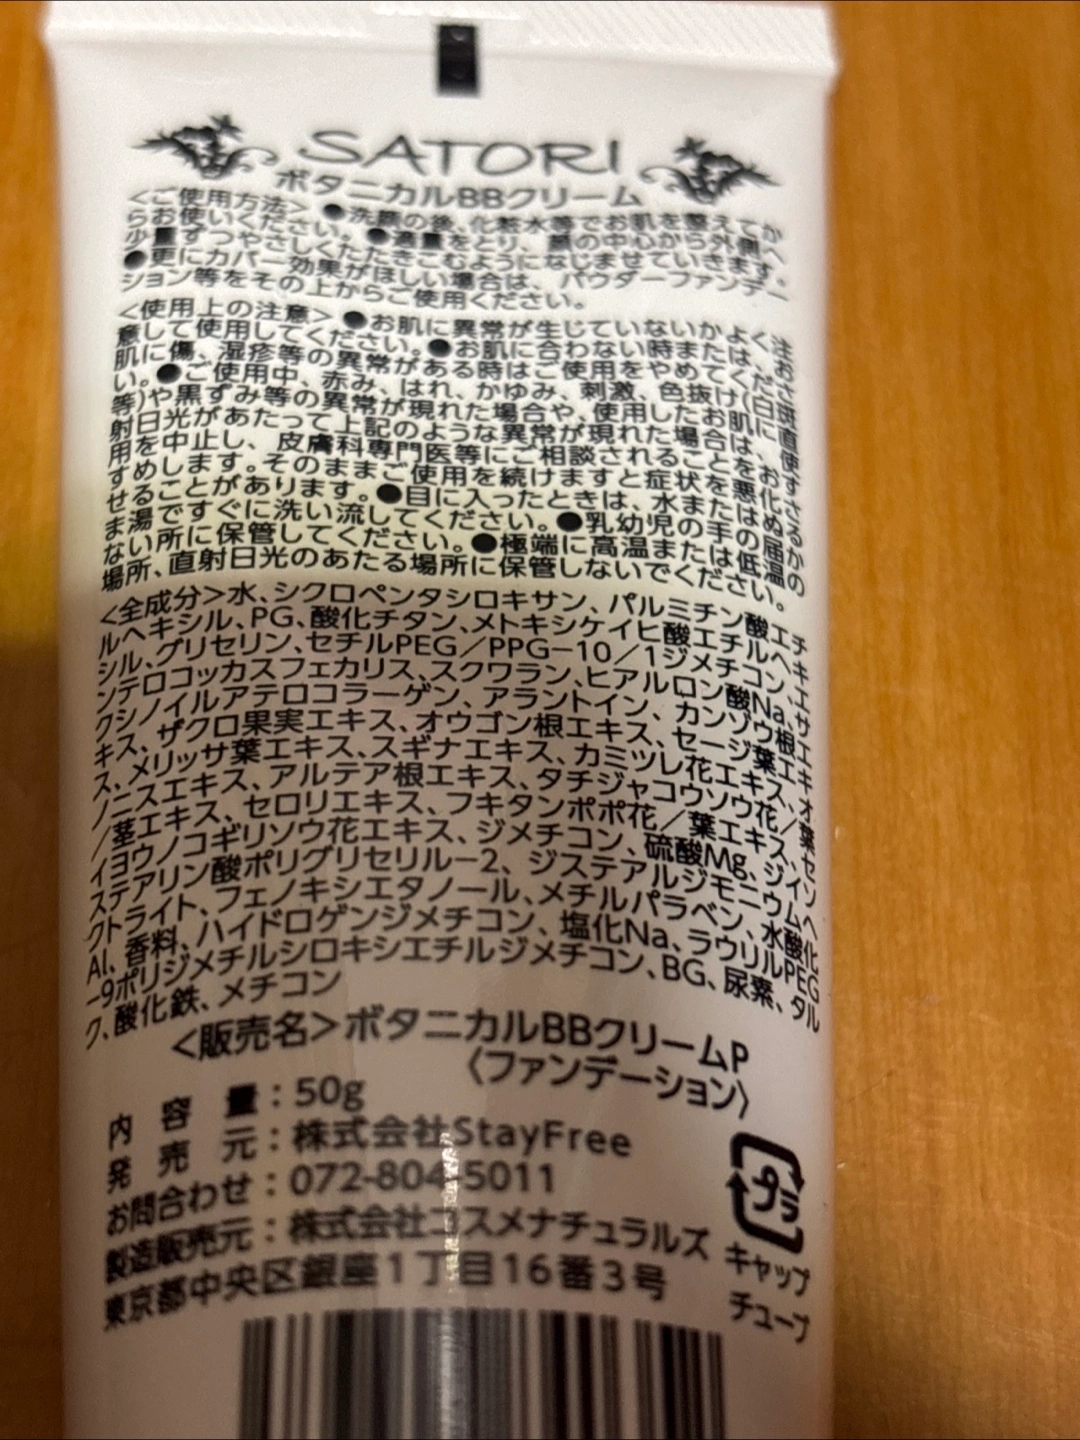 SATORI
ボタニカルBBクリーム
<ご使用方法> ●洗顔の後、化粧水等でお肌を整えてか
らお使いください。 ●適量をとり、顔の中心から外側へ
少量ずつやさしくたたきこむようになじませていきます。
●更にカバー効果がほしい場合は、パウダーファンデー
ション等をその上からご使用ください。
<使用上の注意> ●お肌に異常が生じていないかよく注
意して使用してください。●お肌に合わない時または、お
肌に傷、湿疹等の異常がある時はご使用をやめてくださ
い。●ご使用中、赤み、はれ、かゆみ、刺激、色抜け(白斑
等)や黒ずみ等の異常が現れた場合や、使用したお肌に直
射日光があたって上記のような異常が現れた場合は、使
用を中止し、皮膚科専門医等にご相談されることをおす
すめします。そのままご使用を続けますと症状を悪化さ
せることがあります。●目に入ったときは、水またはぬる
ま湯ですぐに洗い流してください。●乳幼児の手の届か
ない所に保管してください。●極端に高温または低温の
場所、直射日光のあたる場所に保管しないでください。
<全成分>水、シクロペンタシロキサン、パルミチン酸エチ
ルヘキシル、PG、酸化チタン、メトキシケイヒ酸エチルヘキ
シル、グリセリン、セチルPEG/PPG-10/1ジメチコン、エ
ンテロコッカスフェカリス、スクワラン、ヒアルロン酸Na、サ
クシノイルアテロコラーゲン、アラントイン、カンゾウ根エ
キス、ザクロ果実エキス、オウゴン根エキス、セージ葉エキ
ス、メリッサ葉エキス、スギナエキス、カミツレ花エキス、オ
ノニスエキス、アルテア根エキス、タチジャコウソウ花/葉
/茎エキス、セロリエキス、フキタンポポ花/葉エキス、セ
イヨウノコギリソウ花エキス、ジメチコン、硫酸Mg、ジイソ
ステアリン酸ポリグリセリル-2、ジステアルジモニウムヘ
クトライト、フェノキシエタノール、メチルパラベン、水酸化
Al、香料、ハイドロゲンジメチコン、塩化Na、ラウリルPEG
-9ポリジメチルシロキシエチルジメチコン、BG、尿素、タル
ク、酸化鉄、メチコン
<販売名>ボタニカルBBクリームP
〈ファンデーション〉
内容量:50g
発売元:株式会社StayFree
お問合わせ:072-804-5011
製造販売元:株式会社コスメナチュラルズ
東京都中央区銀座1丁目16番3号
プラ
キャップ
チューブ